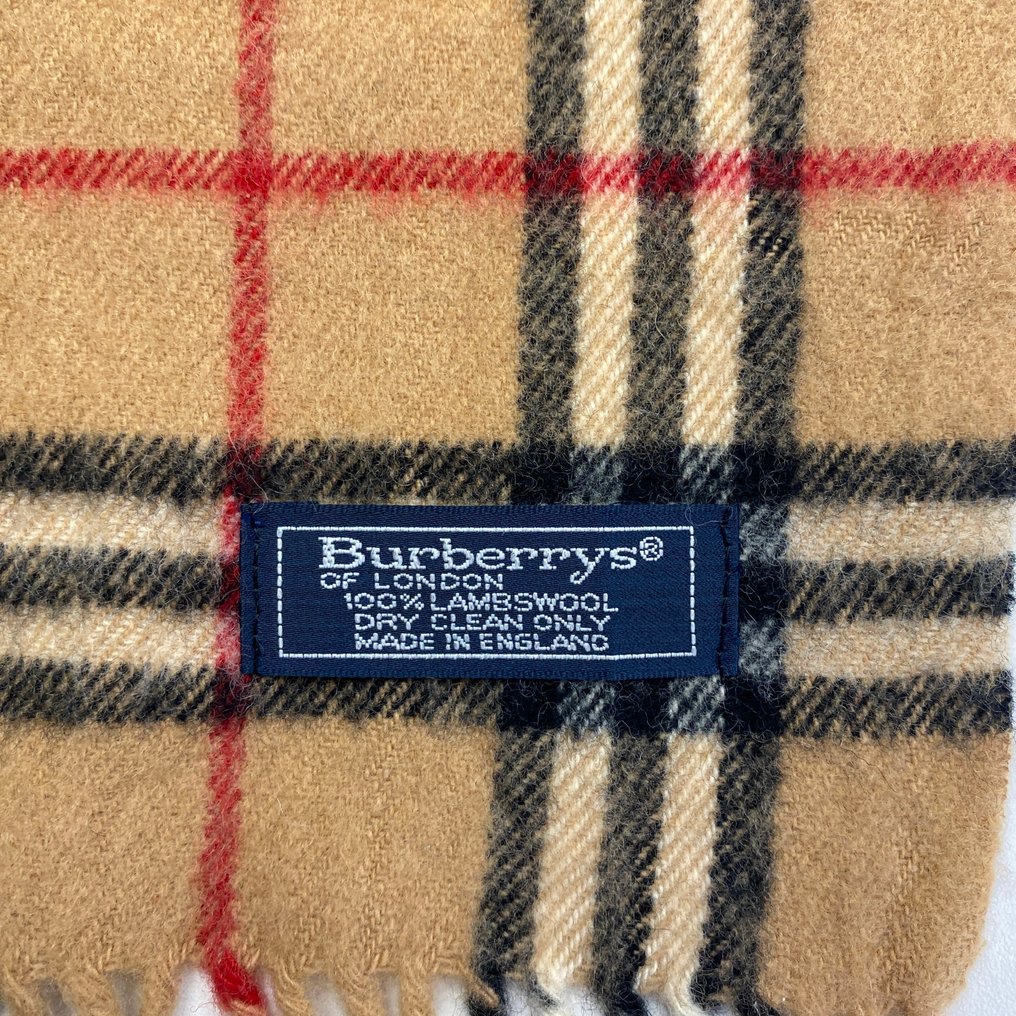 Burberrys®
OF LONDON
100% LAMBSWOOL
DRY CLEAN ONLY
MADE IN ENGLAND